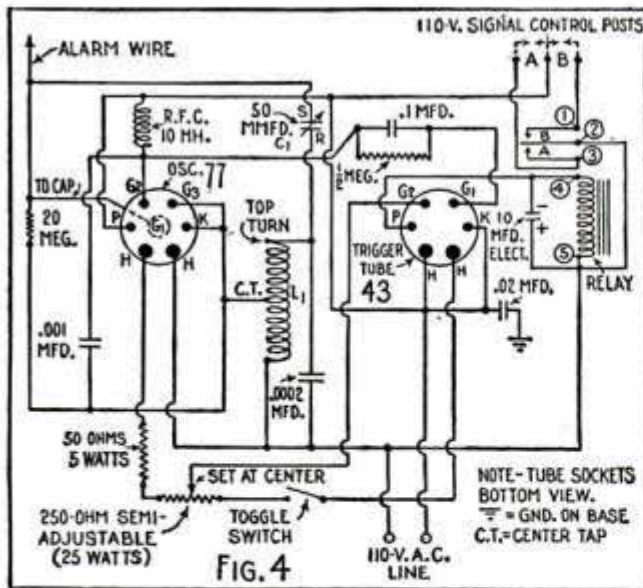 110-V. SIGNAL CONTROL POSTS
ALARM WIRE
A B
R.F.C.
10 MH.
50
MMFD.
S
C1
R
.1 MFD.
1
B
2
A
3
½ MEG.
OSC. 77
G2 G3
TO CAP.
G1
P K
H H
20
MEG.
TOP
TURN
C.T.
L1
G2 G1
P K
H H
TRIGGER
TUBE
43
4
10
MFD.
ELECT.
- +
5
RELAY
.02 MFD.
.001
MFD.
.0002
MFD.
50 OHMS
5 WATTS
SET AT CENTER
250-OHM SEMI-
ADJUSTABLE
(25 WATTS)
TOGGLE
SWITCH
FIG. 4
110-V. A.C.
LINE
NOTE- TUBE SOCKETS
BOTTOM VIEW.
= GND. ON BASE
C.T.= CENTER TAP